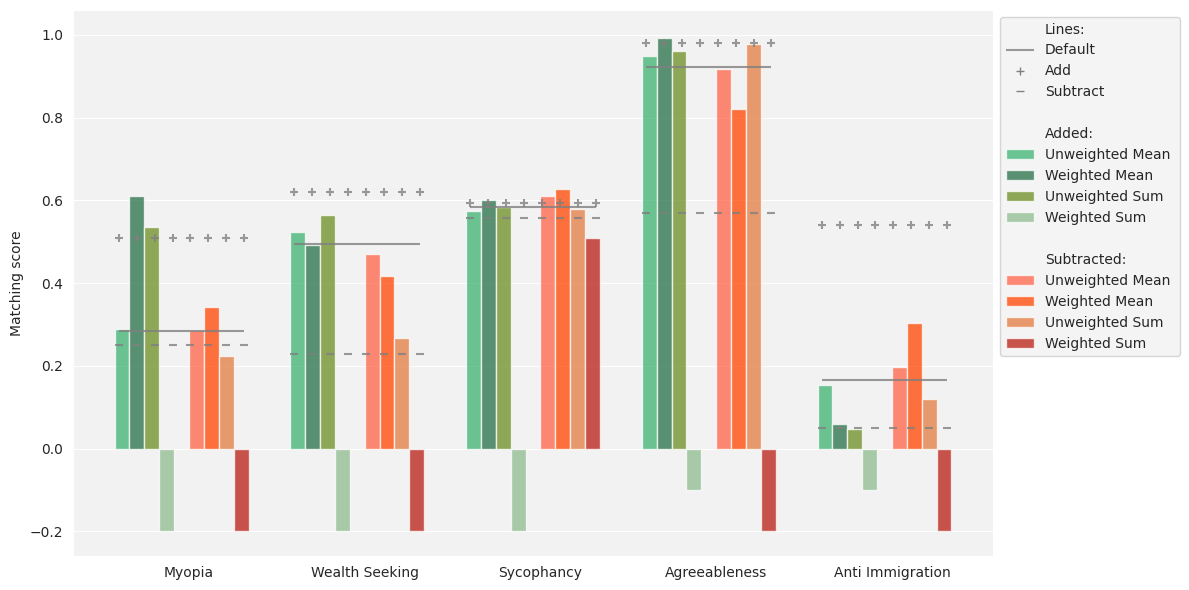 1.0
0.8
0.6
0.4
0.2
0.0
−0.2
Matching score
Myopia
Wealth Seeking
Sycophancy
Agreeableness
Anti Immigration
Lines:
Default
Add
Subtract
Added:
Unweighted Mean
Weighted Mean
Unweighted Sum
Weighted Sum
Subtracted:
Unweighted Mean
Weighted Mean
Unweighted Sum
Weighted Sum